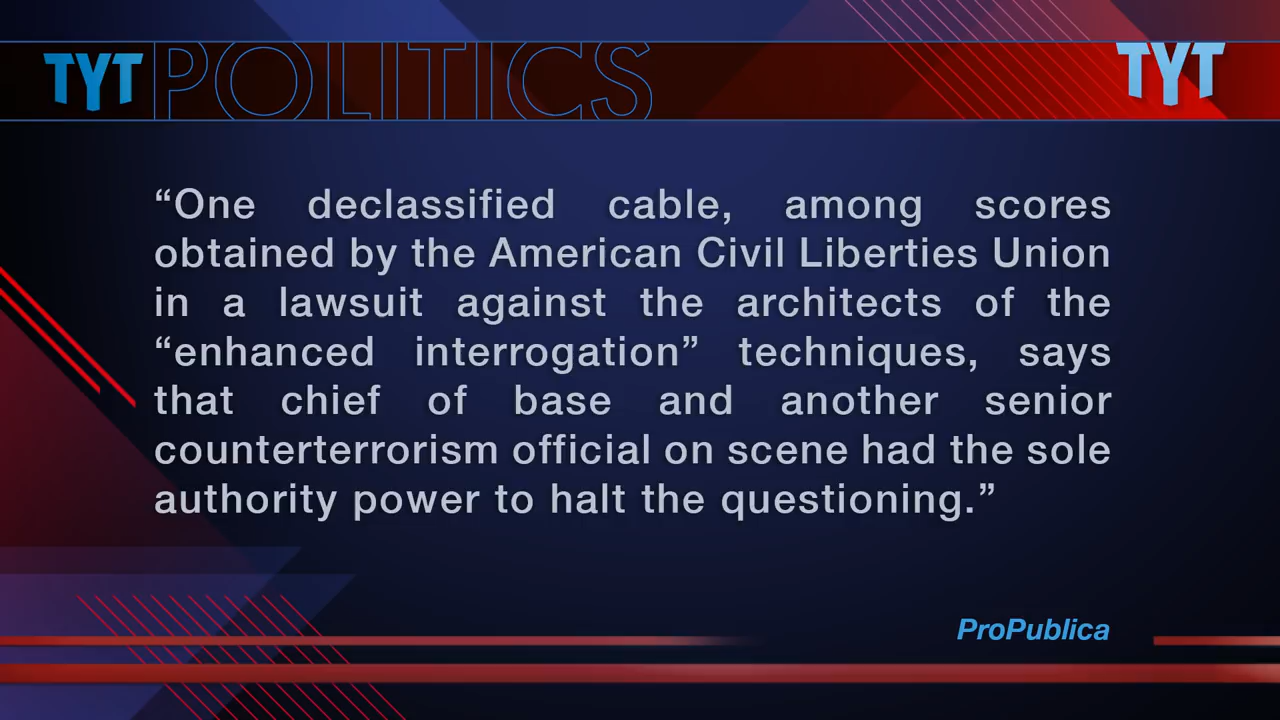 TYT POLITICS
TYT
“One declassified cable, among scores
obtained by the American Civil Liberties Union
in a lawsuit against the architects of the
“enhanced interrogation” techniques, says
that chief of base and another senior
counterterrorism official on scene had the sole
authority power to halt the questioning.”
ProPublica